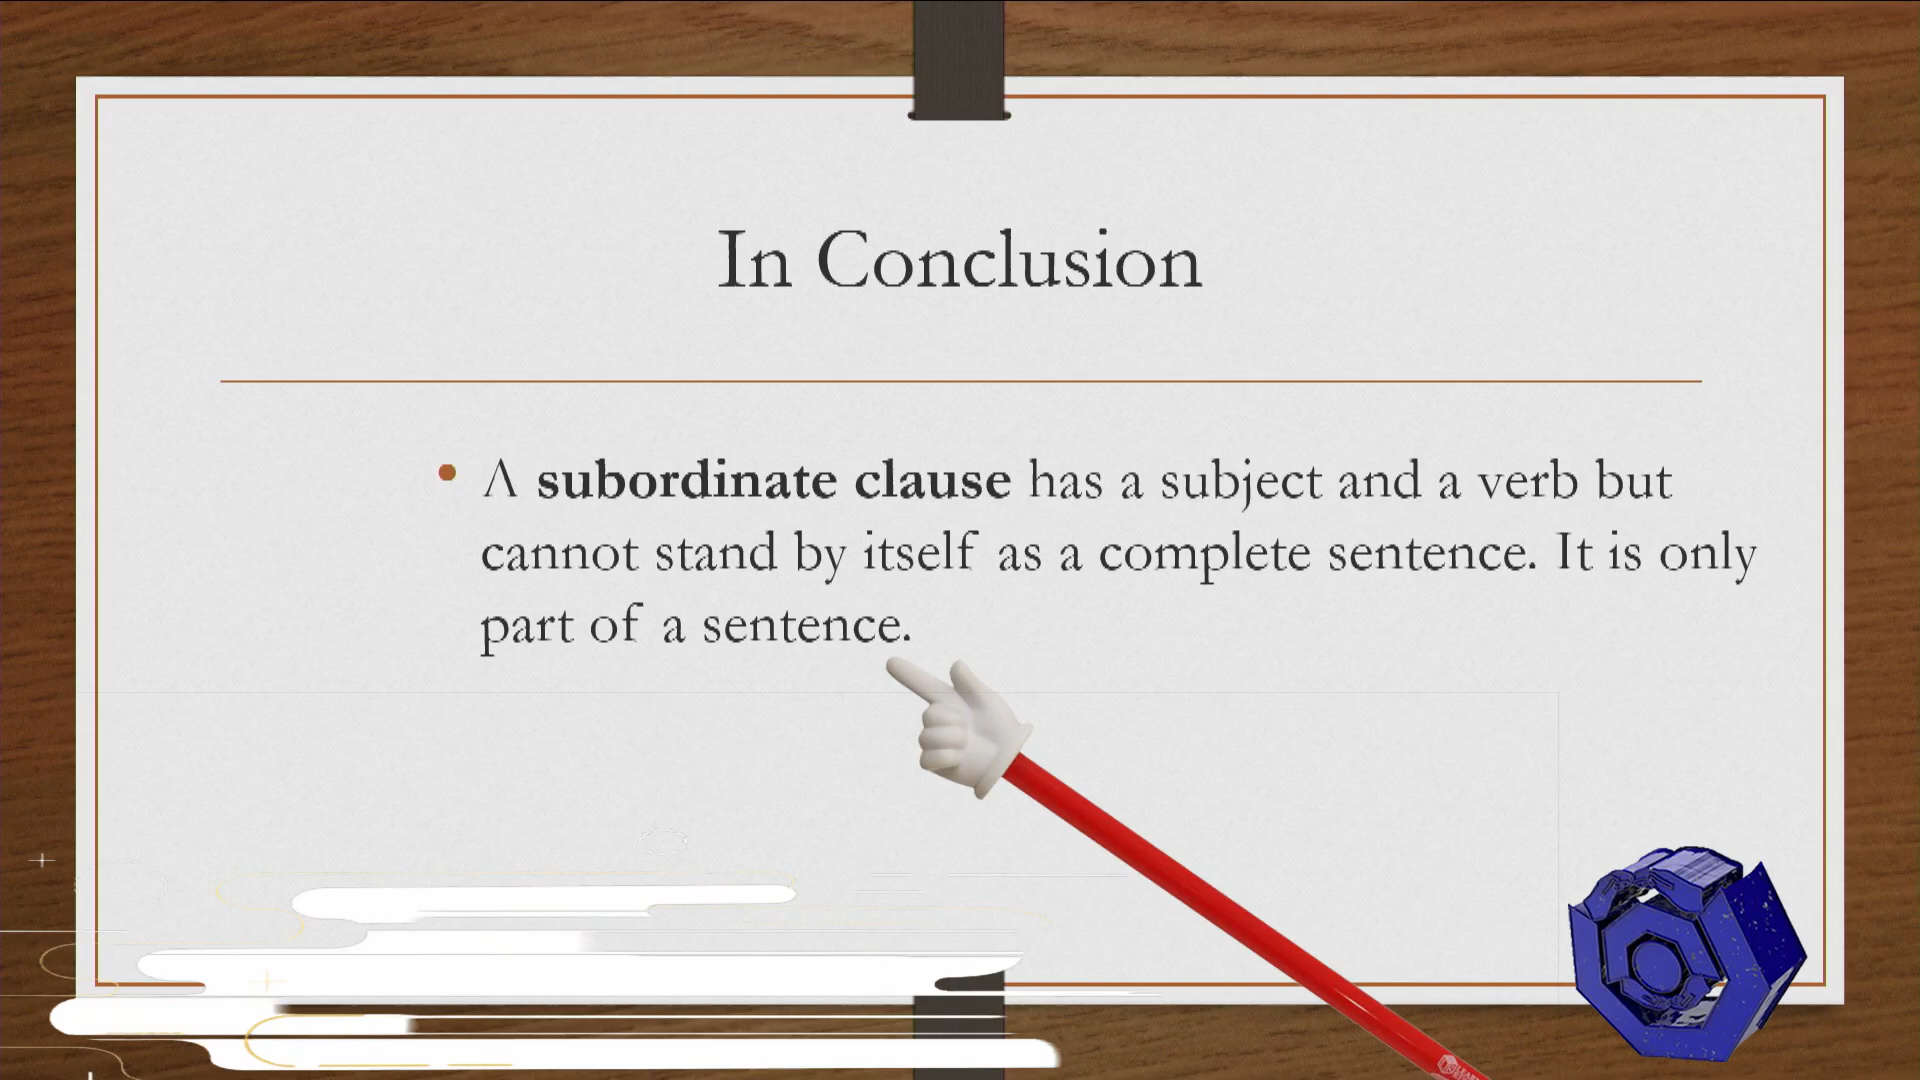 In Conclusion
• A subordinate clause has a subject and a verb but
cannot stand by itself as a complete sentence. It is only
part of a sentence.